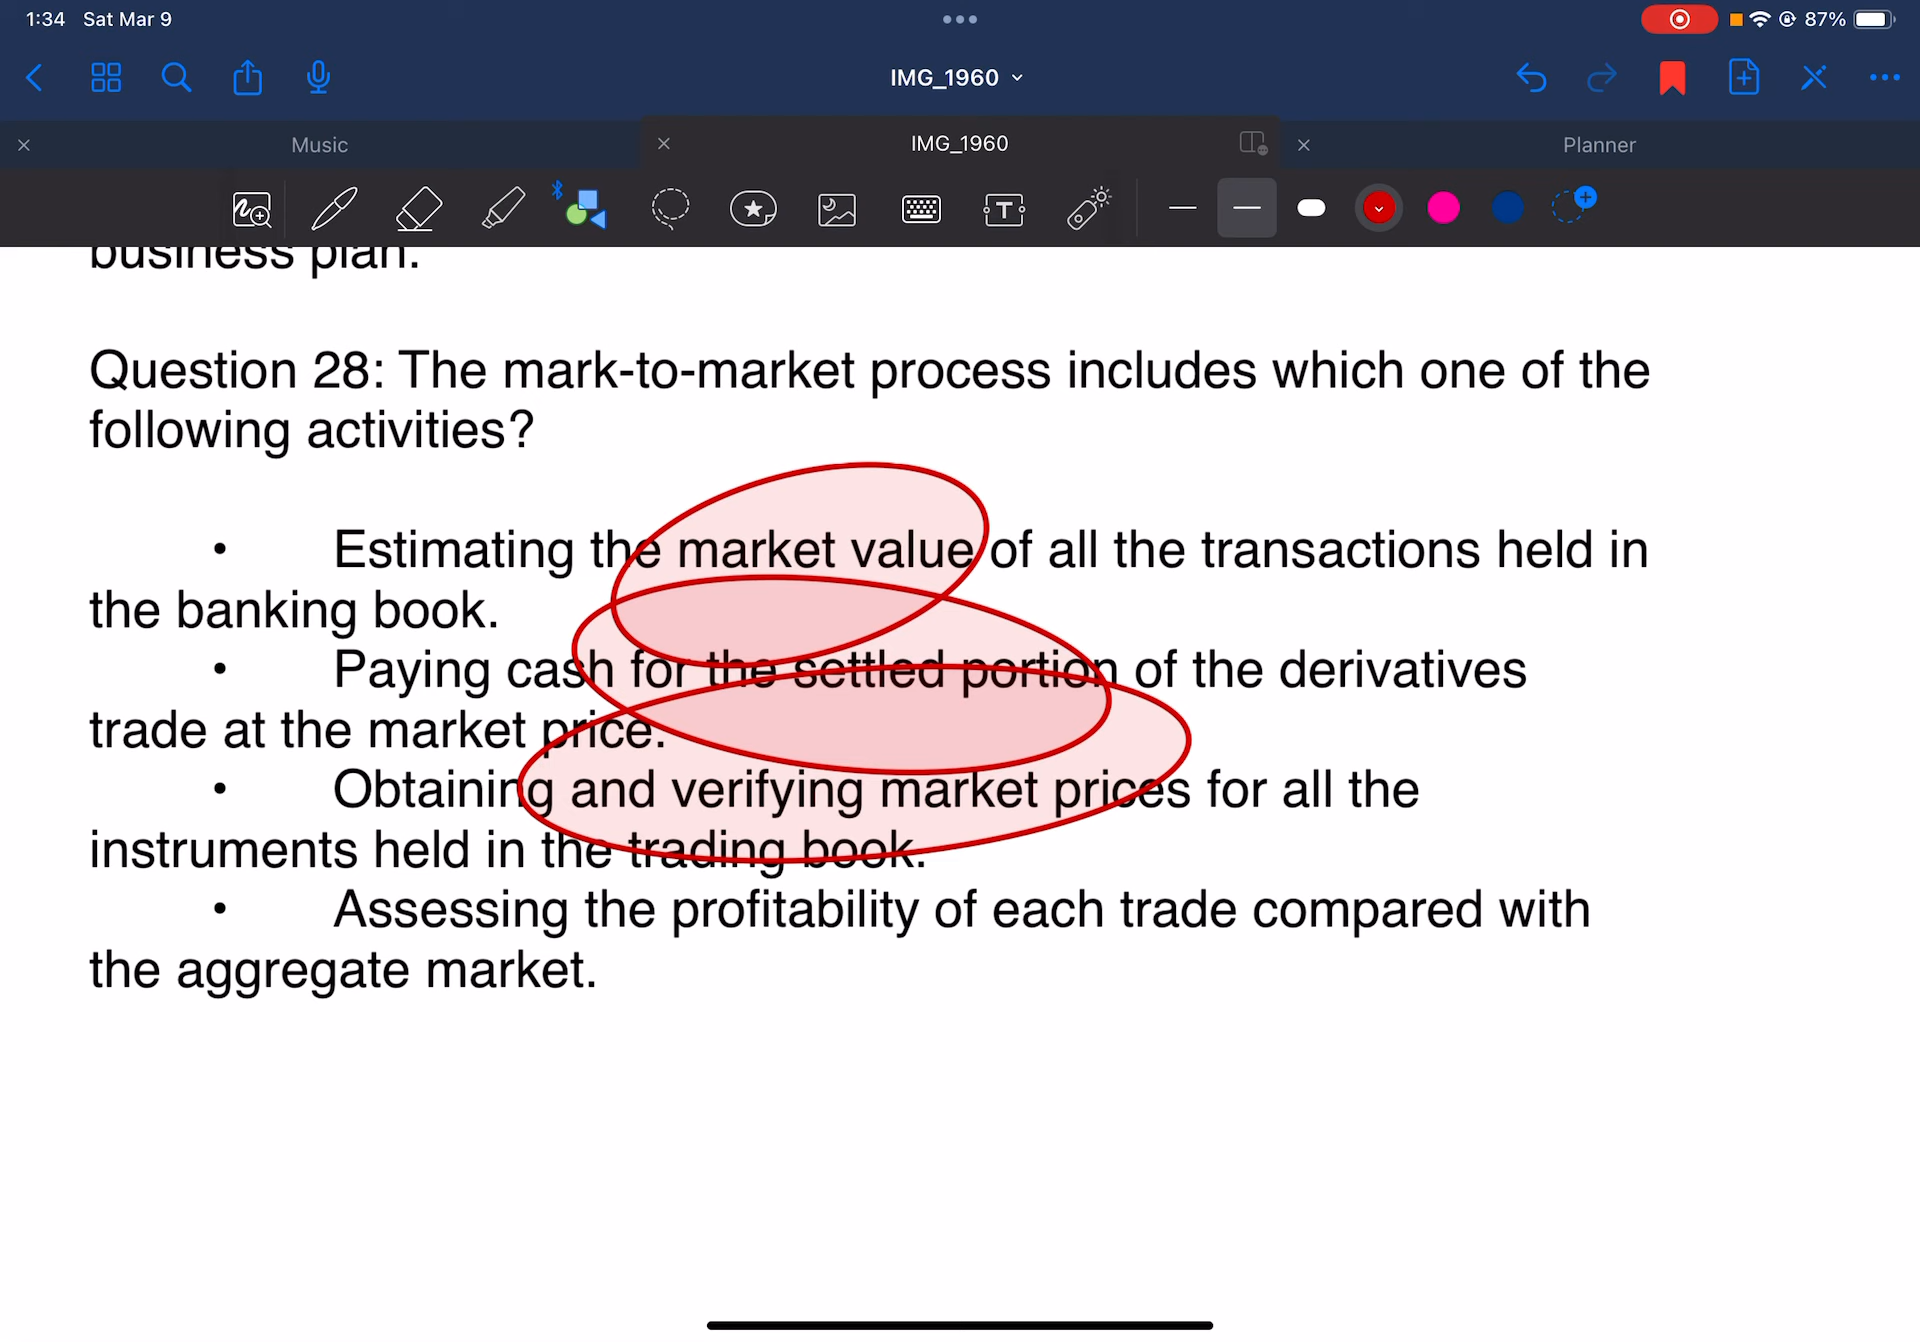 1:34 Sat Mar 9
87%
IMG_1960
Music
IMG_1960
Planner
T
business plan.
Question 28: The mark-to-market process includes which one of the
following activities?
• Estimating the market value of all the transactions held in
the banking book.
• Paying cash for the settled portion of the derivatives
trade at the market price.
• Obtaining and verifying market prices for all the
instruments held in the trading book.
• Assessing the profitability of each trade compared with
the aggregate market.